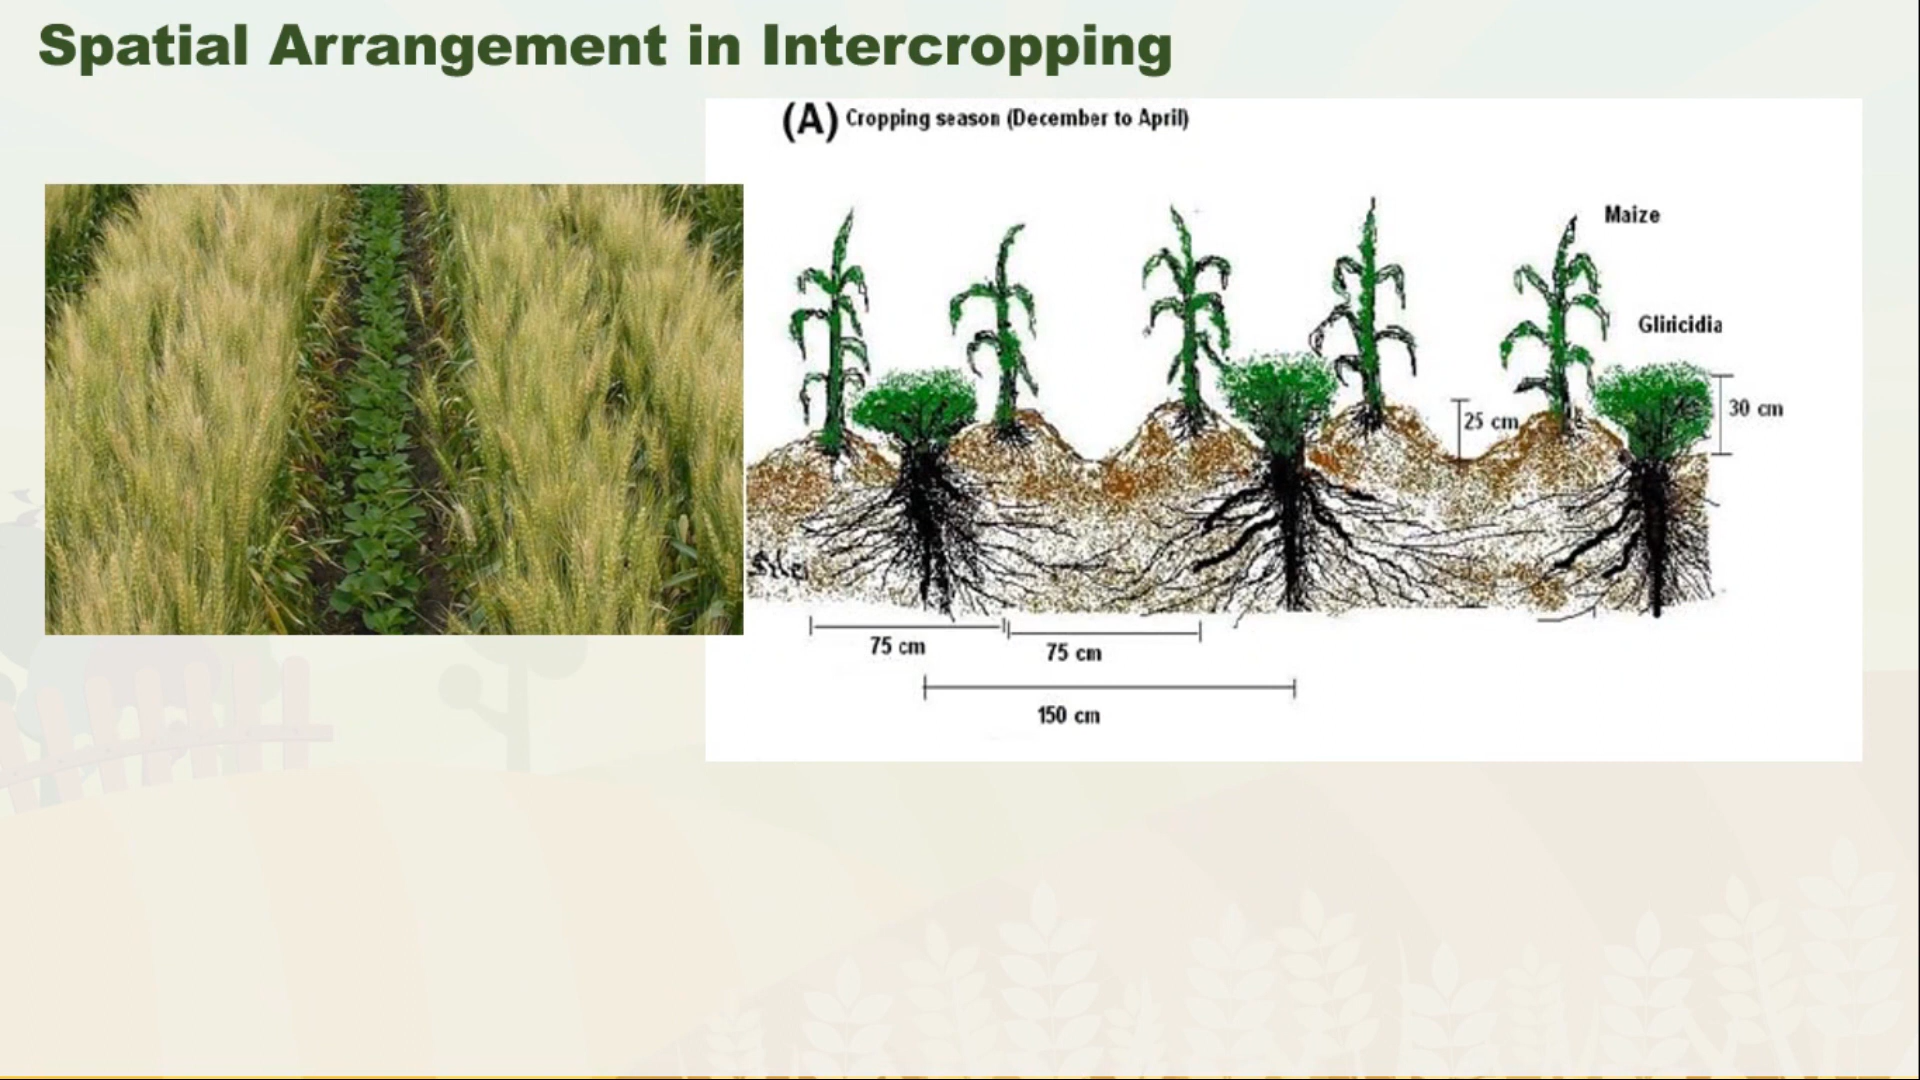 Spatial Arrangement in Intercropping
(A) Cropping season (December to April)
Maize
Gliricidia
30 cm
25 cm
75 cm
75 cm
150 cm